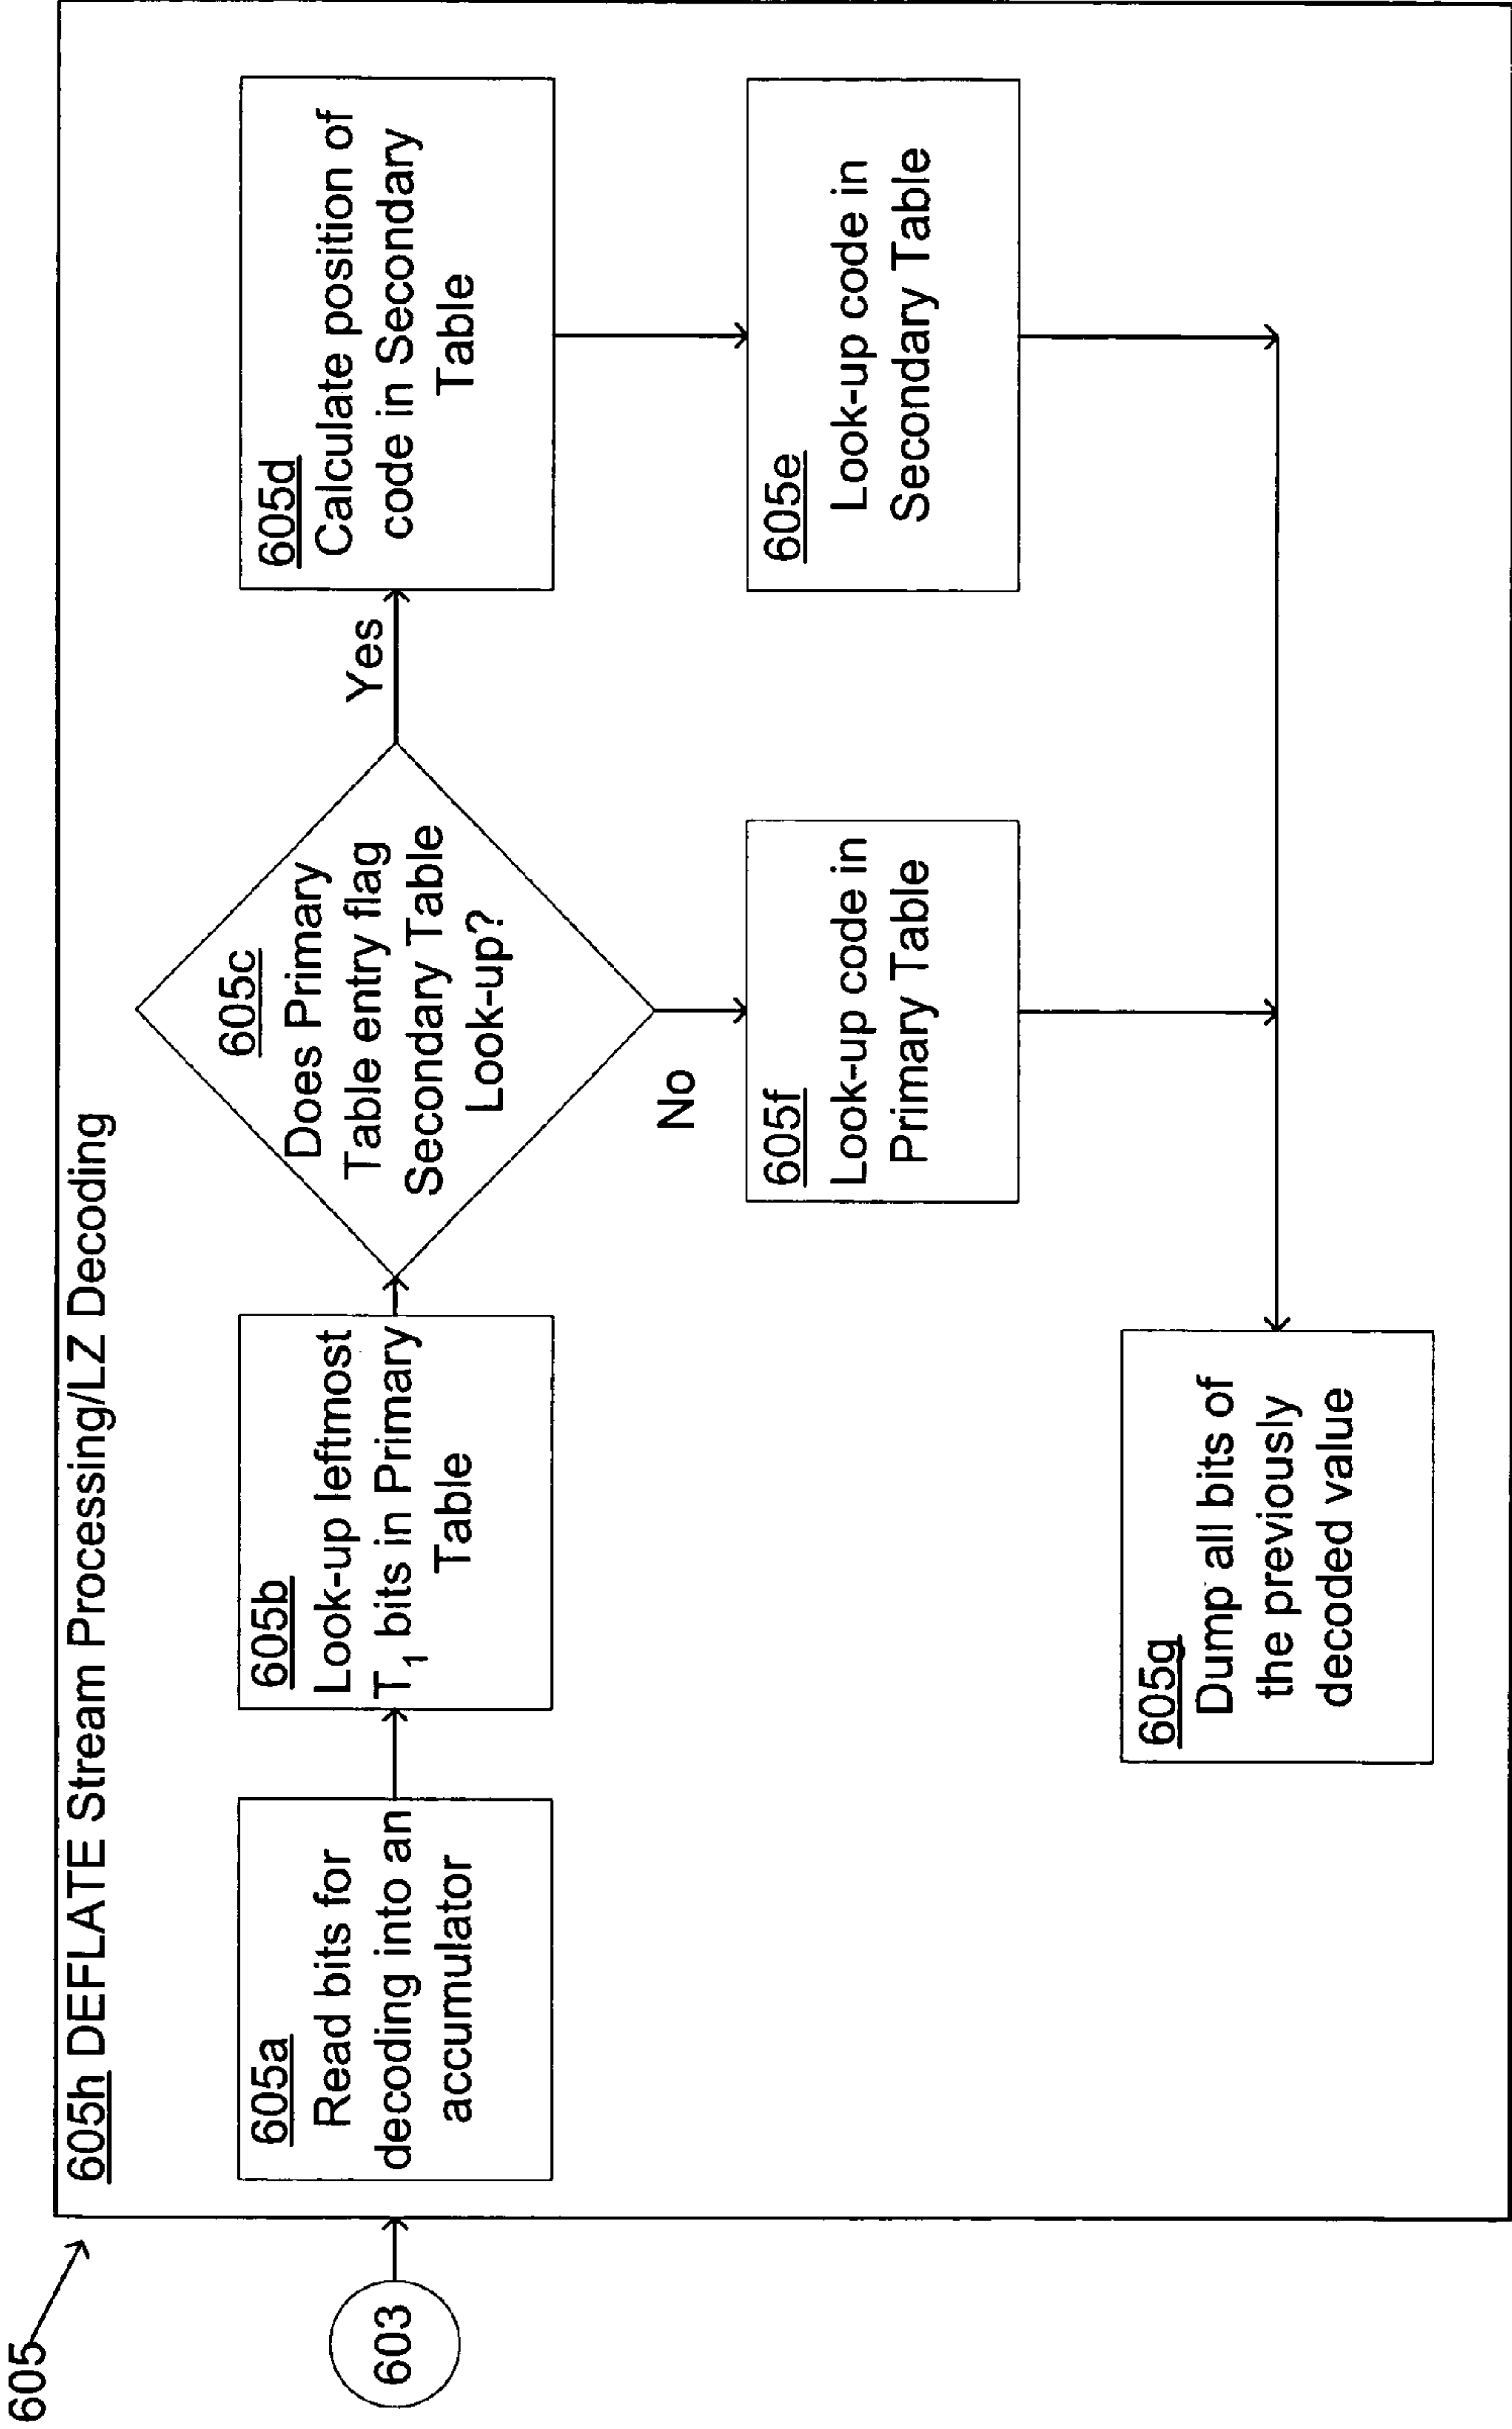 605
605h DEFLATE Stream Processing/LZ Decoding
603
605a
Read bits for
decoding into an
accumulator
605b
Look-up leftmost
T1 bits in Primary
Table
605c
Does Primary
Table entry flag
Secondary Table
Look-up?
Yes
605d
Calculate position of
code in Secondary
Table
No
605f
Look-up code in
Primary Table
605e
Look-up code in
Secondary Table
605g
Dump all bits of
the previously
decoded value